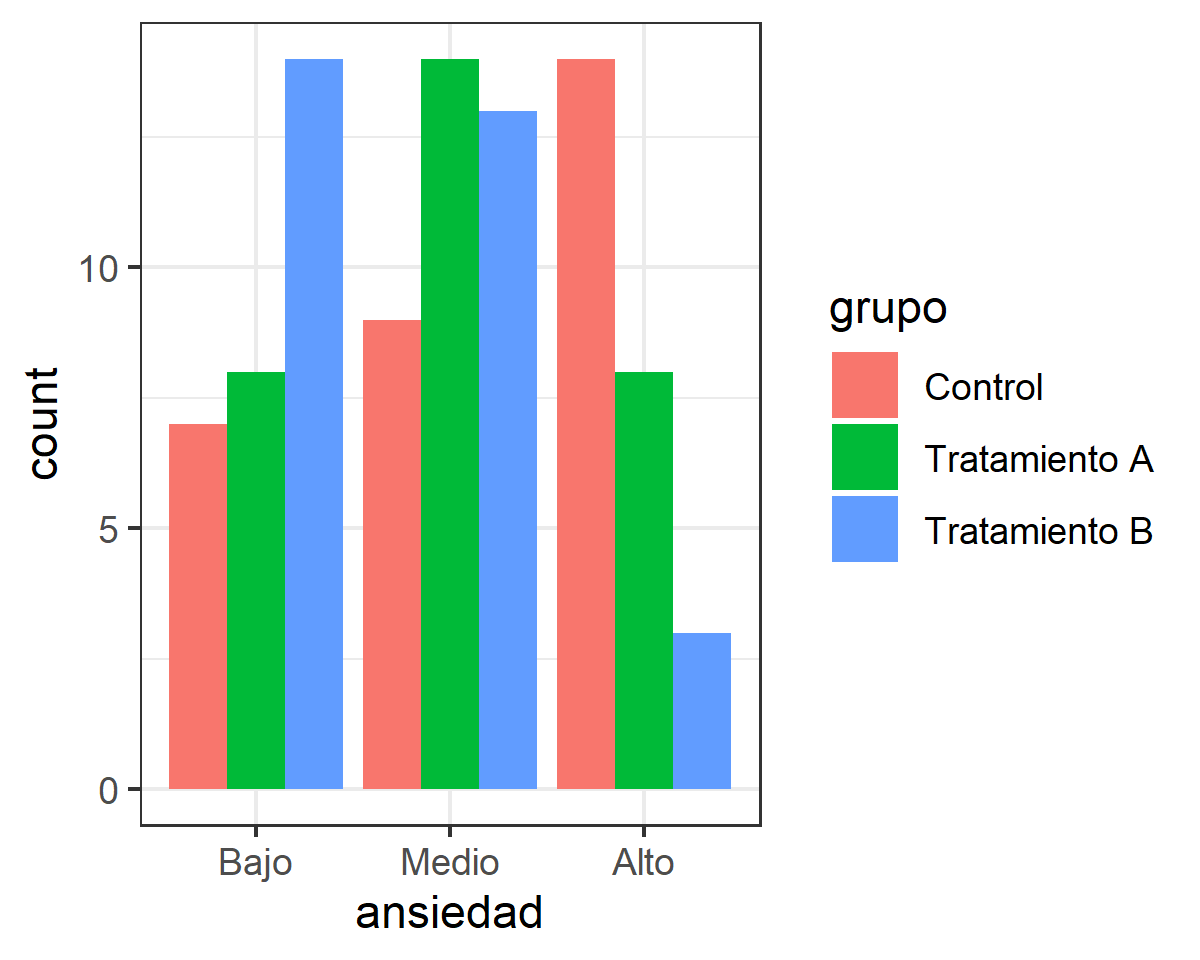 count
10
5
0
Bajo
Medio
Alto
ansiedad
grupo
Control
Tratamiento A
Tratamiento B